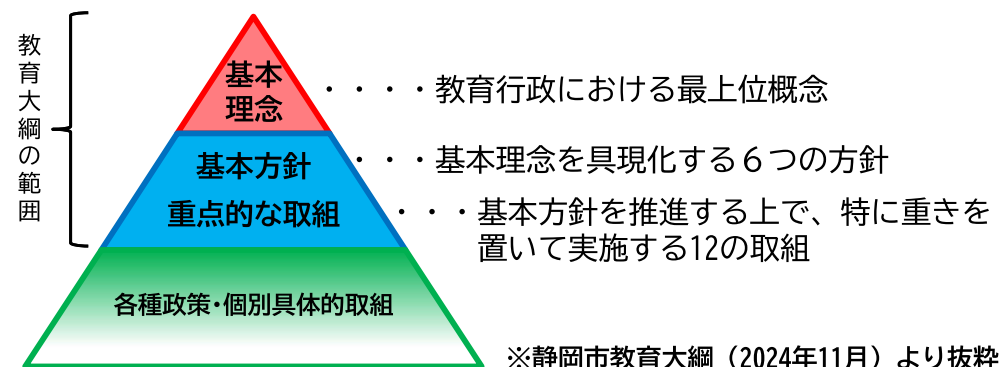 教育大綱の範囲
基本
理念
・・・・教育行政における最上位概念
基本方針
・・・基本理念を具現化する６つの方針
重点的な取組
・・・基本方針を推進する上で、特に重きを
置いて実施する12の取組
各種政策・個別具体的取組
※静岡市教育大綱（2024年11月）より抜粋